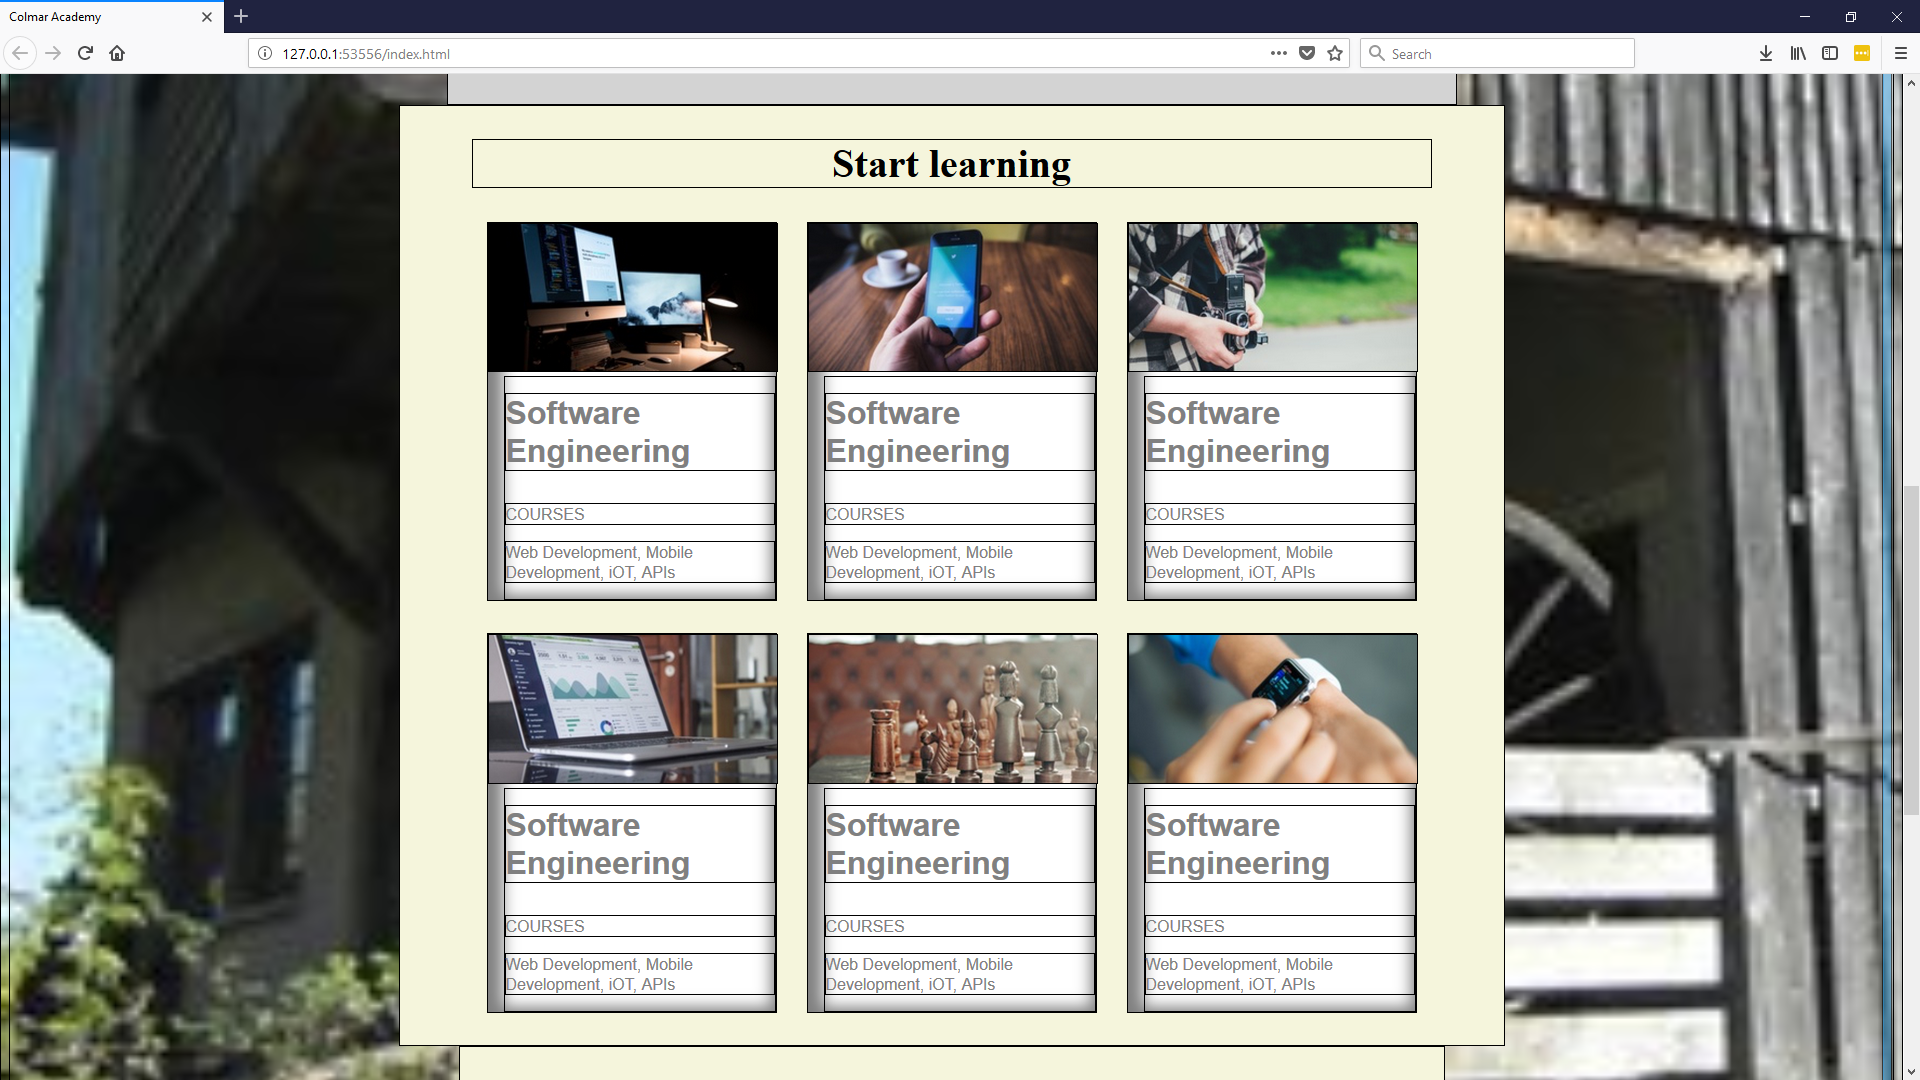 Colmar Academy
127.0.0.1:53556/index.html
Search
Start learning
Software
Engineering
COURSES
Web Development, Mobile
Development, iOT, APIs
Software
Engineering
COURSES
Web Development, Mobile
Development, iOT, APIs
Software
Engineering
COURSES
Web Development, Mobile
Development, iOT, APIs
Software
Engineering
COURSES
Web Development, Mobile
Development, iOT, APIs
Software
Engineering
COURSES
Web Development, Mobile
Development, iOT, APIs
Software
Engineering
COURSES
Web Development, Mobile
Development, iOT, APIs